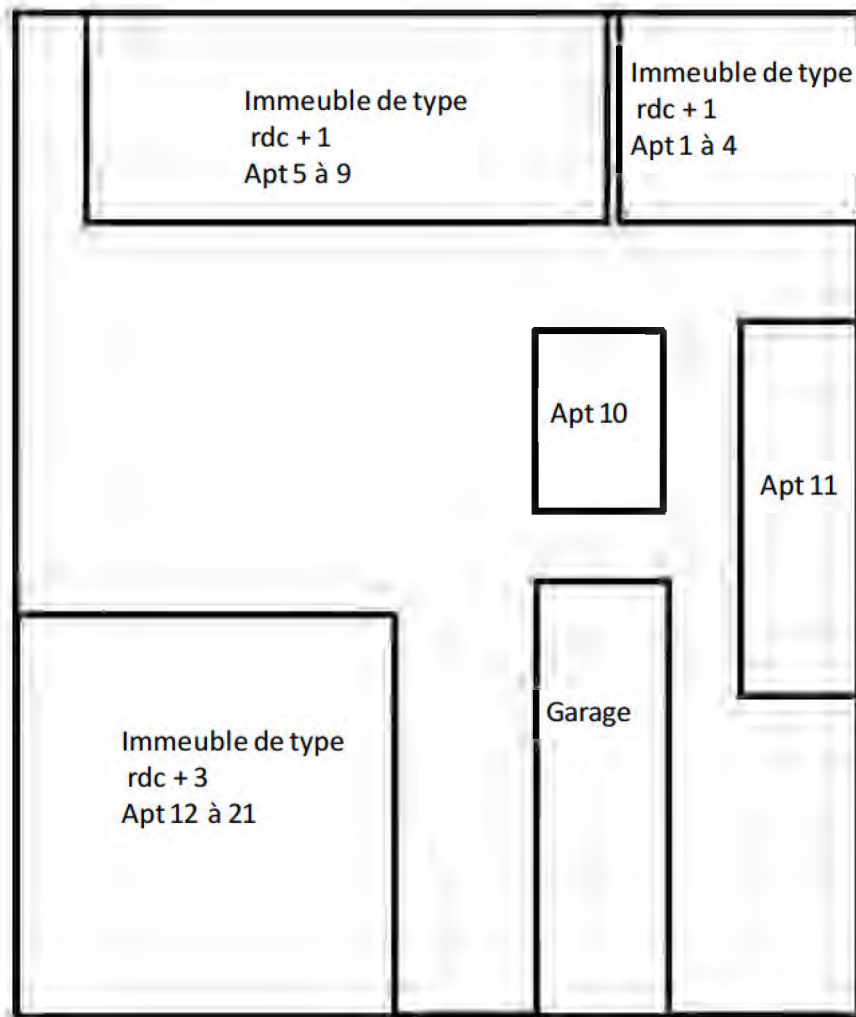 Immeuble de type
rdc + 1
Apt 5 à 9
Immeuble de type
rdc + 1
Apt 1 à 4
Apt 10
Apt 11
Garage
Immeuble de type
rdc + 3
Apt 12 à 21